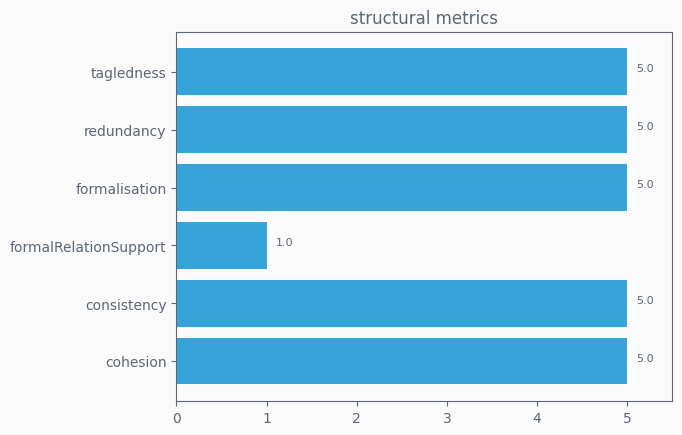 structural metrics
tagledness 5.0
redundancy 5.0
formalisation 5.0
formalRelationSupport 1.0
consistency 5.0
cohesion 5.0
0 1 2 3 4 5